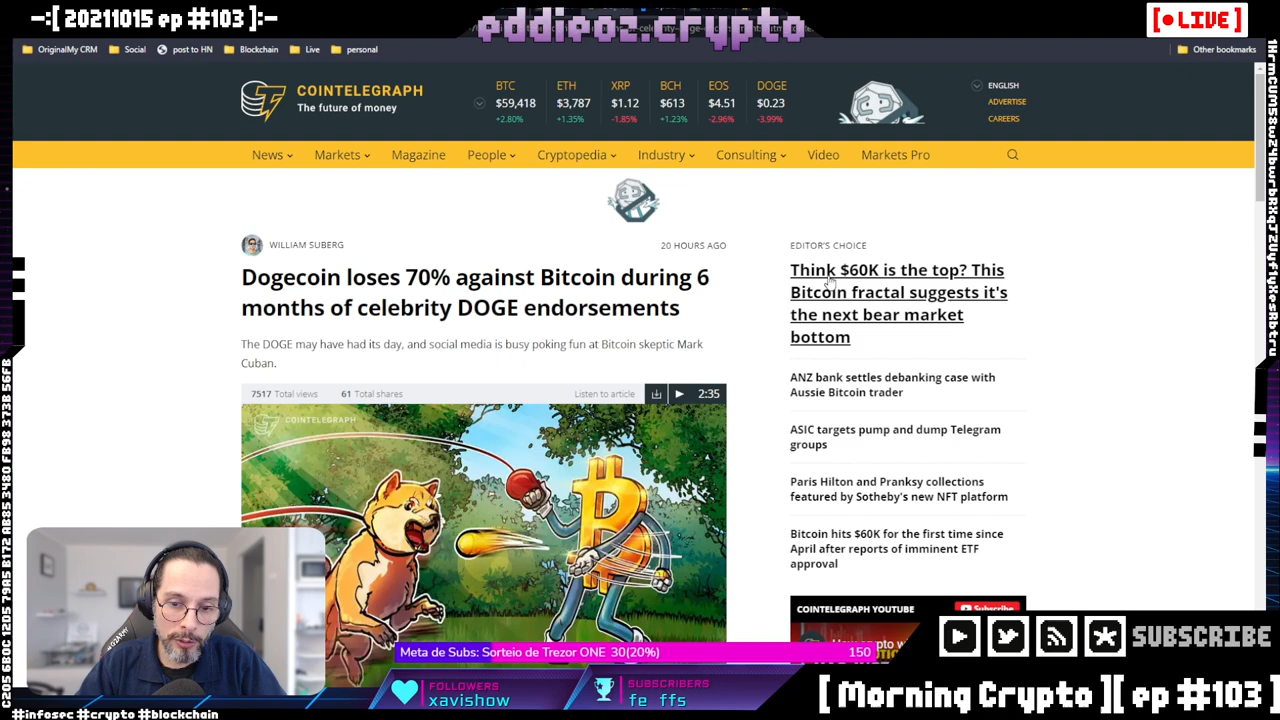 -:[ 20211015 ep #103 ]:-
eddieoz.crypto
[● LIVE ]
OriginalMy CRM
Social
post to HN
Blockchain
Live
personal
Other bookmarks
COINTELEGRAPH
The future of money
BTC
$59,418
+2.80%
ETH
$3,787
+1.35%
XRP
$1.12
-1.85%
BCH
$613
+1.23%
EOS
$4.51
-2.96%
DOGE
$0.23
-3.99%
ENGLISH
ADVERTISE
CAREERS
News
Markets
Magazine
People
Cryptopedia
Industry
Consulting
Video
Markets Pro
WILLIAM SUBERG
20 HOURS AGO
Dogecoin loses 70% against Bitcoin during 6
months of celebrity DOGE endorsements
The DOGE may have had its day, and social media is busy poking fun at Bitcoin skeptic Mark
Cuban.
7517 Total views
61 Total shares
Listen to article
2:35
COINTELEGRAPH
EDITOR'S CHOICE
Think $60K is the top? This
Bitcoin fractal suggests it's
the next bear market
bottom
ANZ bank settles debanking case with
Aussie Bitcoin trader
ASIC targets pump and dump Telegram
groups
Paris Hilton and Pranksy collections
featured by Sotheby's new NFT platform
Bitcoin hits $60K for the first time since
April after reports of imminent ETF
approval
COINTELEGRAPH YOUTUBE
Subscribe
SUBSCRIBE
Meta de Subs: Sorteio de Trezor ONE 30(20%)
150
FOLLOWERS
xavishow
SUBSCRIBERS
fe ffs
[ Morning Crypto ][ ep #103 ]
#infosec #crypto #blockchain